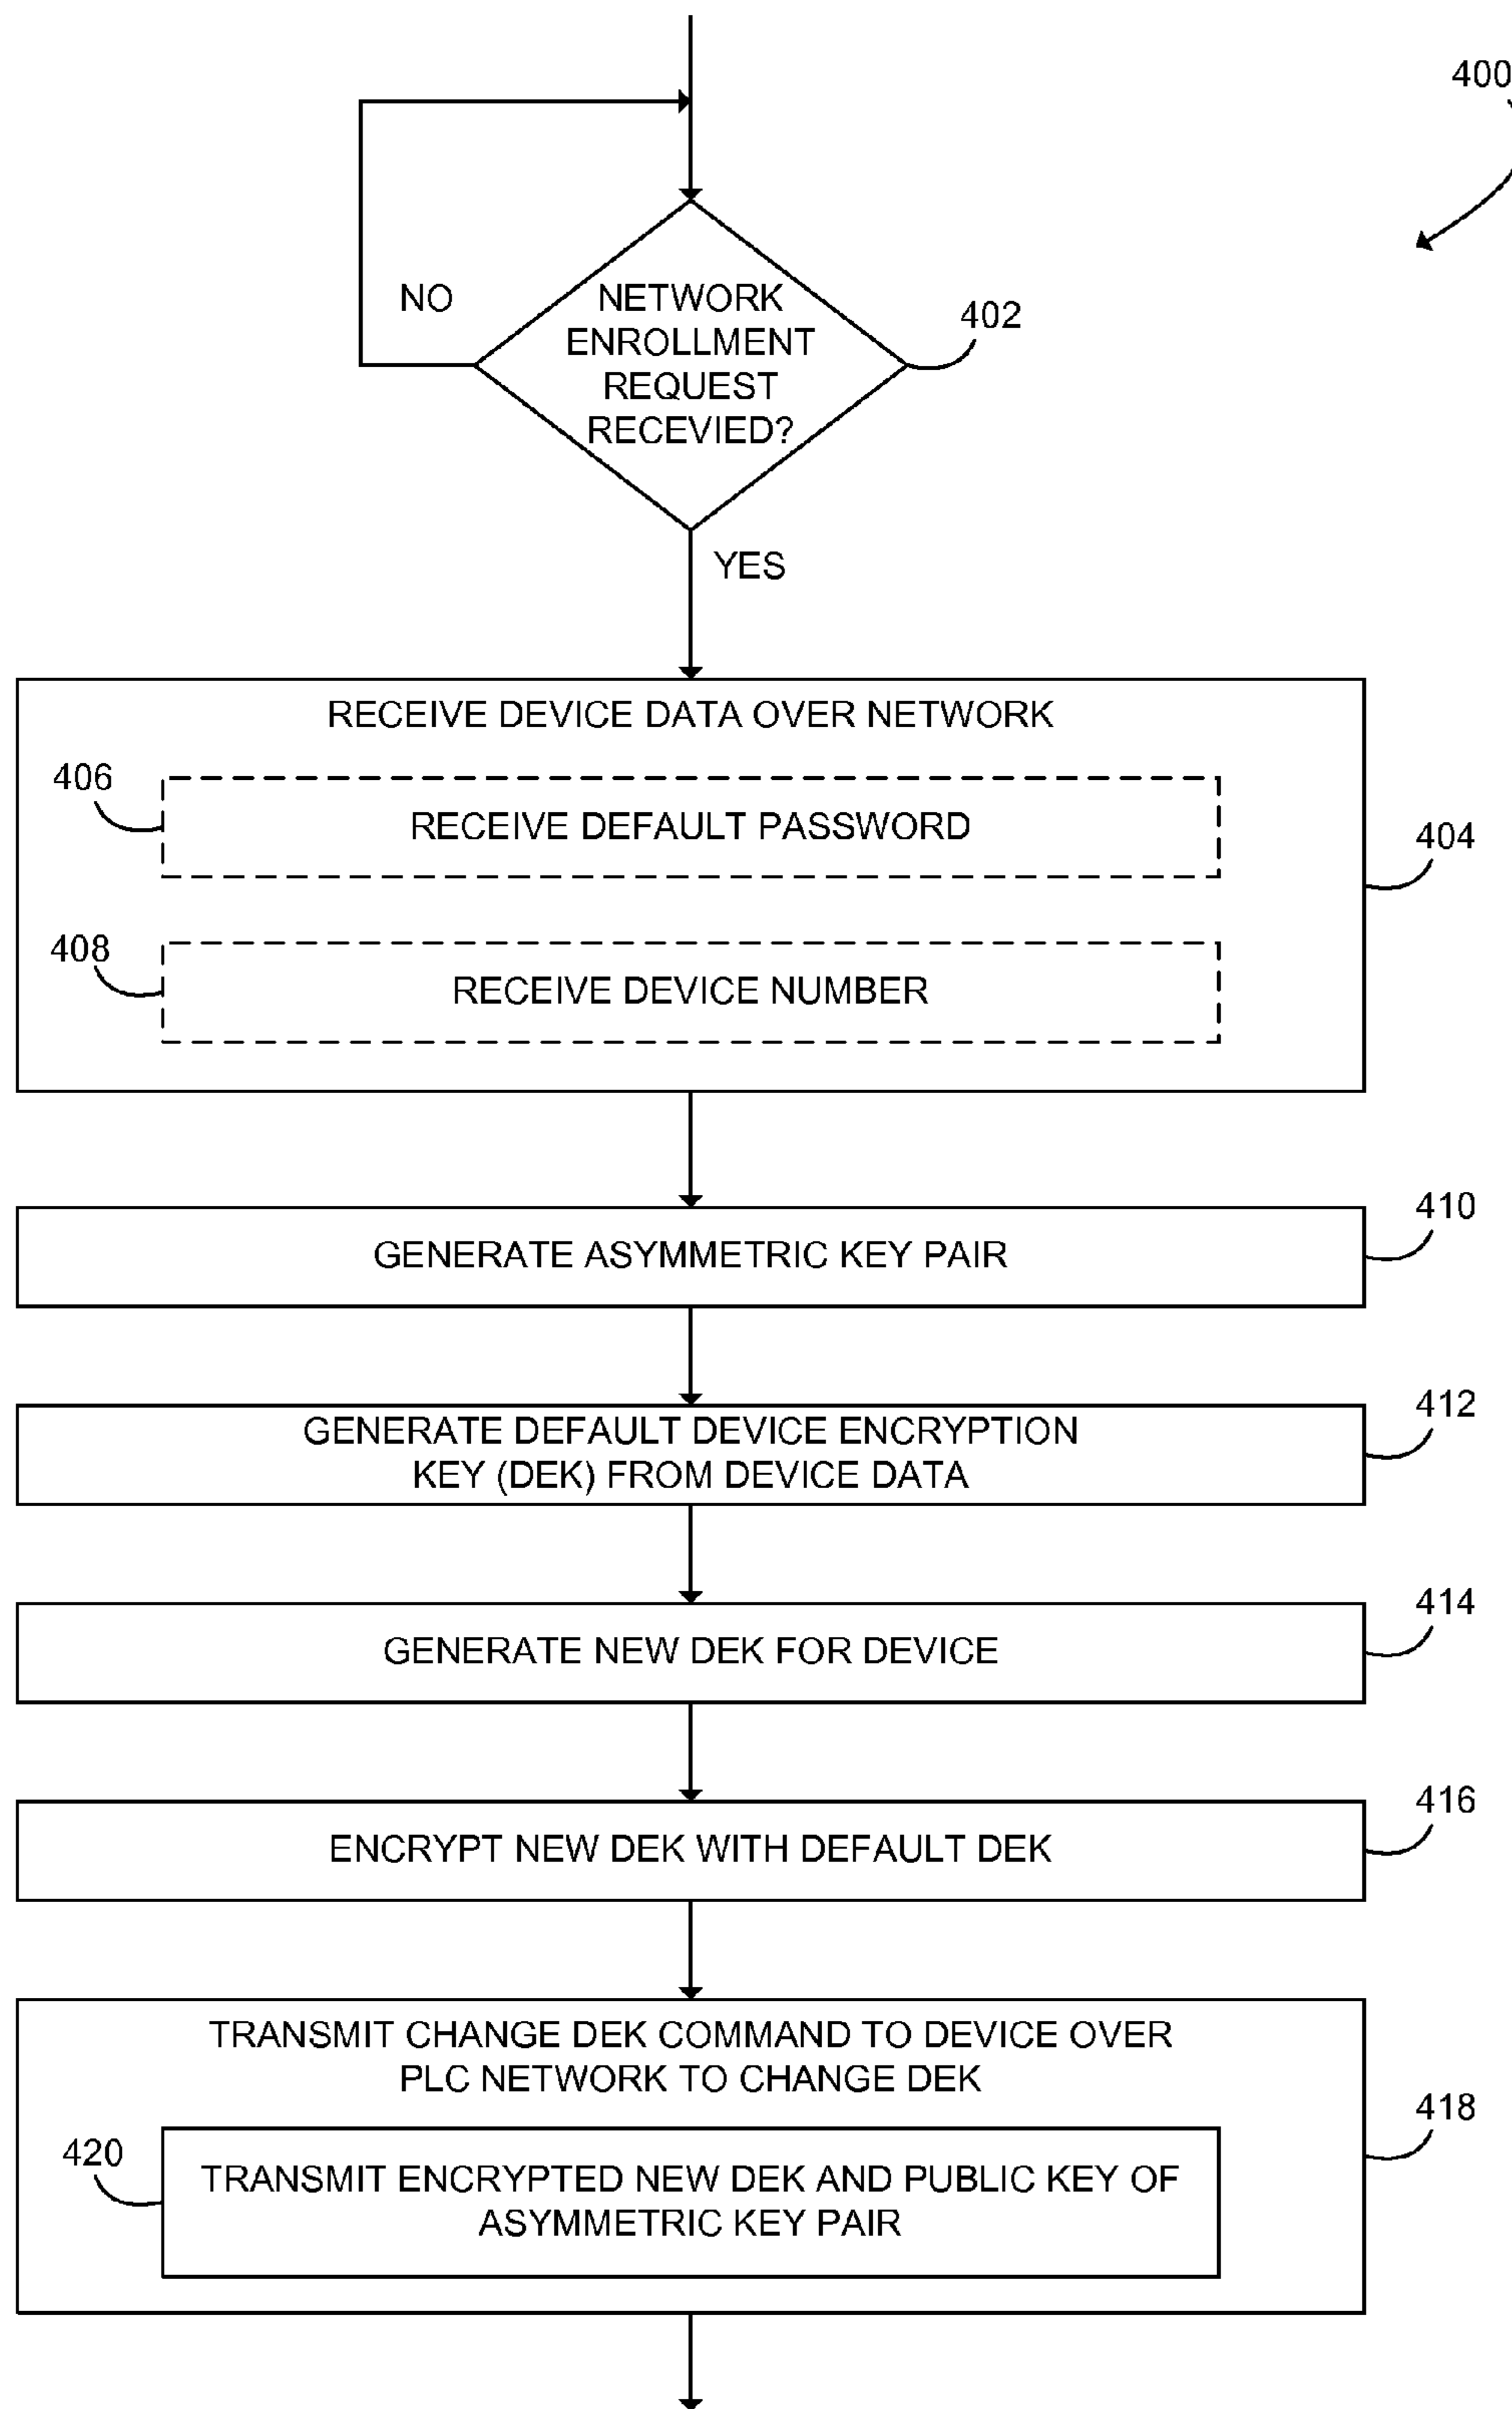 400
NO
NETWORK
ENROLLMENT
REQUEST
RECEVIED?
402
YES
RECEIVE DEVICE DATA OVER NETWORK
406
RECEIVE DEFAULT PASSWORD
404
408
RECEIVE DEVICE NUMBER
410
GENERATE ASYMMETRIC KEY PAIR
412
GENERATE DEFAULT DEVICE ENCRYPTION
KEY (DEK) FROM DEVICE DATA
414
GENERATE NEW DEK FOR DEVICE
416
ENCRYPT NEW DEK WITH DEFAULT DEK
TRANSMIT CHANGE DEK COMMAND TO DEVICE OVER
PLC NETWORK TO CHANGE DEK
418
420
TRANSMIT ENCRYPTED NEW DEK AND PUBLIC KEY OF
ASYMMETRIC KEY PAIR